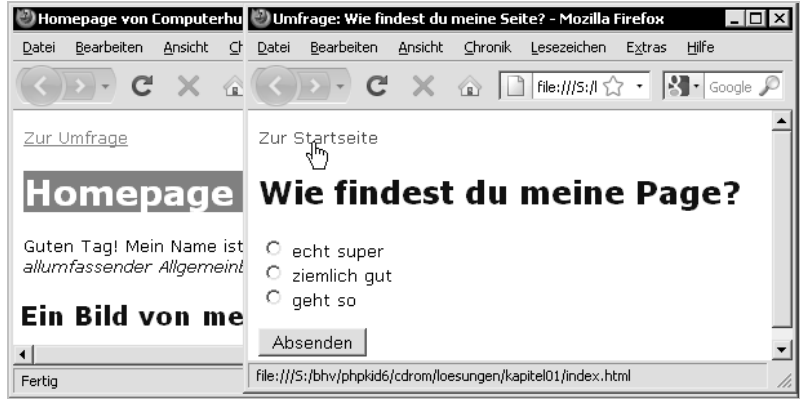 Homepage von Computerhu
Datei Bearbeiten Ansicht Ch
Zur Umfrage
Homepage
Guten Tag! Mein Name ist
allumfassender Allgemeinb
Ein Bild von me
Fertig
Umfrage: Wie findest du meine Seite? - Mozilla Firefox
Datei Bearbeiten Ansicht Chronik Lesezeichen Extras Hilfe
file:///S:/l Google
Zur Startseite
Wie findest du meine Page?
echt super
ziemlich gut
geht so
Absenden
file:///S:/bhv/phpkid6/cdrom/loesungen/kapitel01/index.html